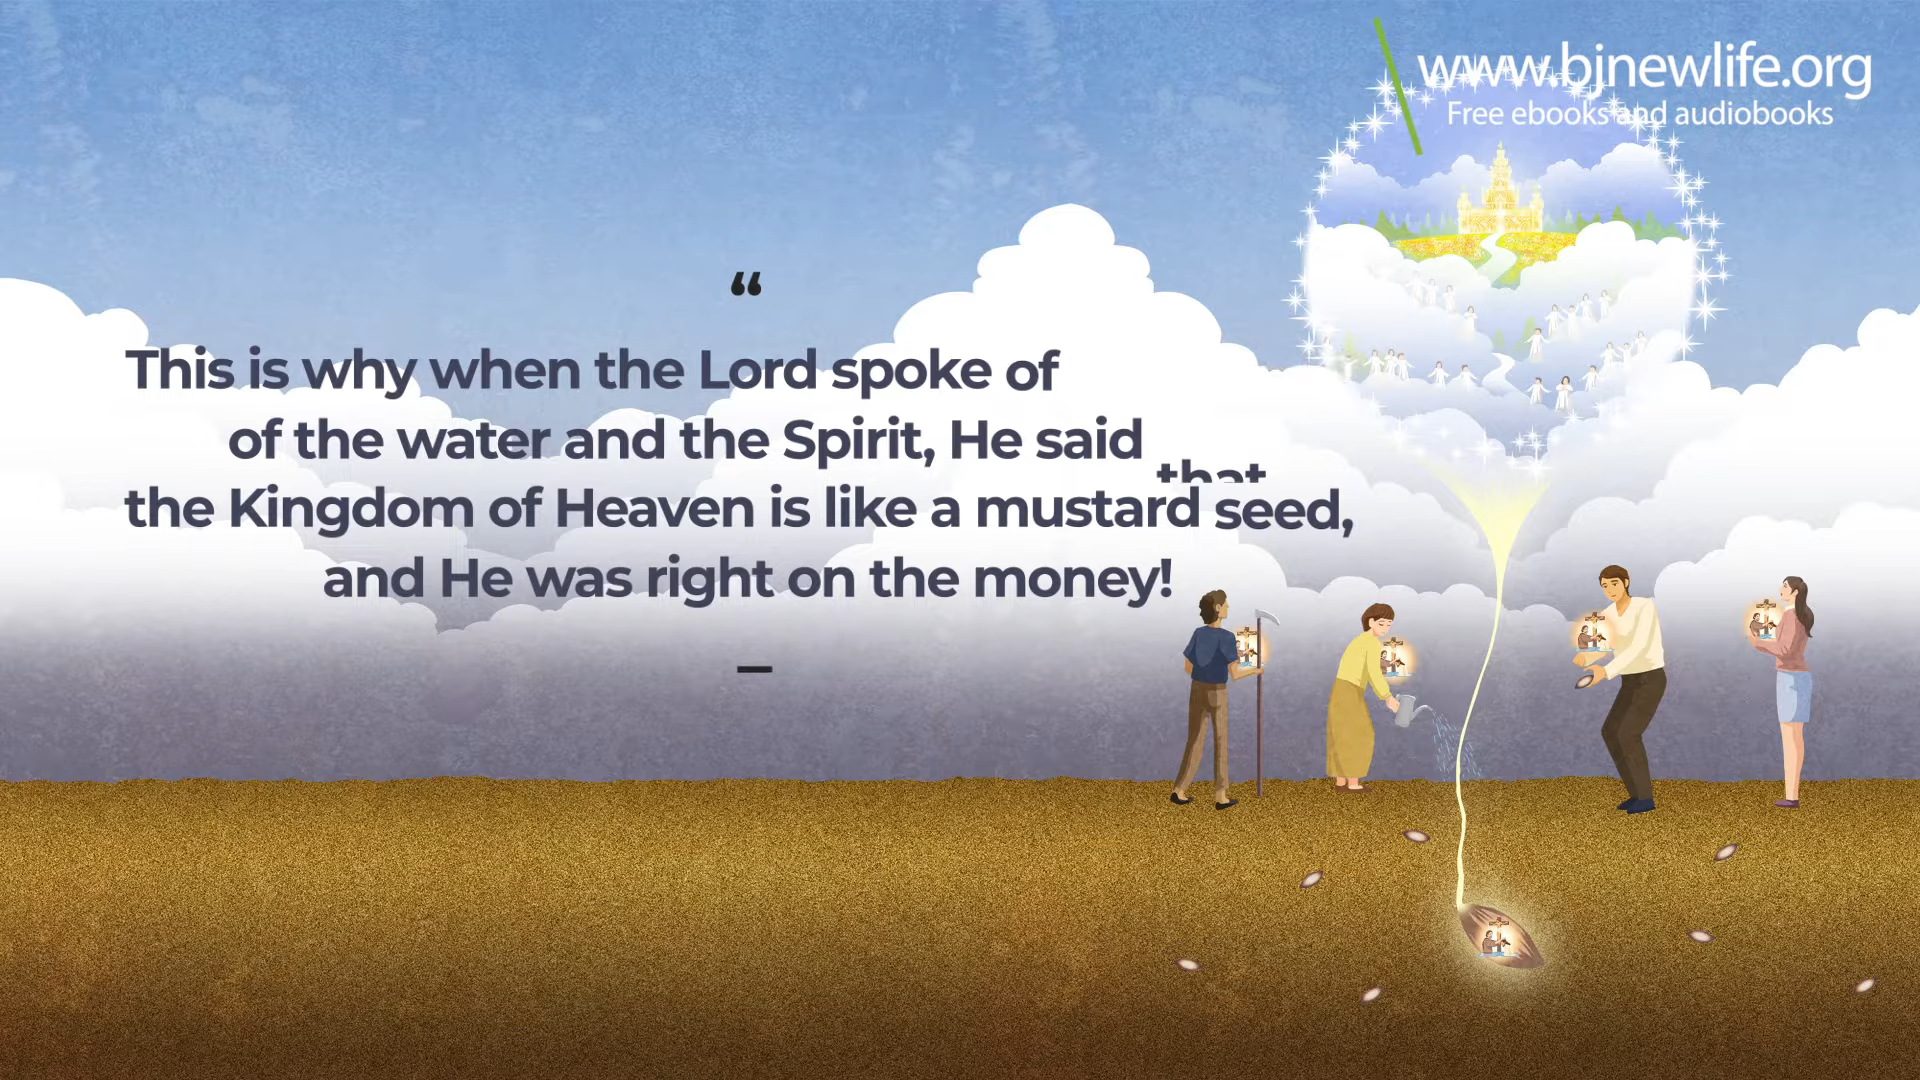 www.bjnewlife.org
Free ebooks and audiobooks
“
This is why when the Lord spoke of
of the water and the Spirit, He said that
the Kingdom of Heaven is like a mustard seed,
and He was right on the money!